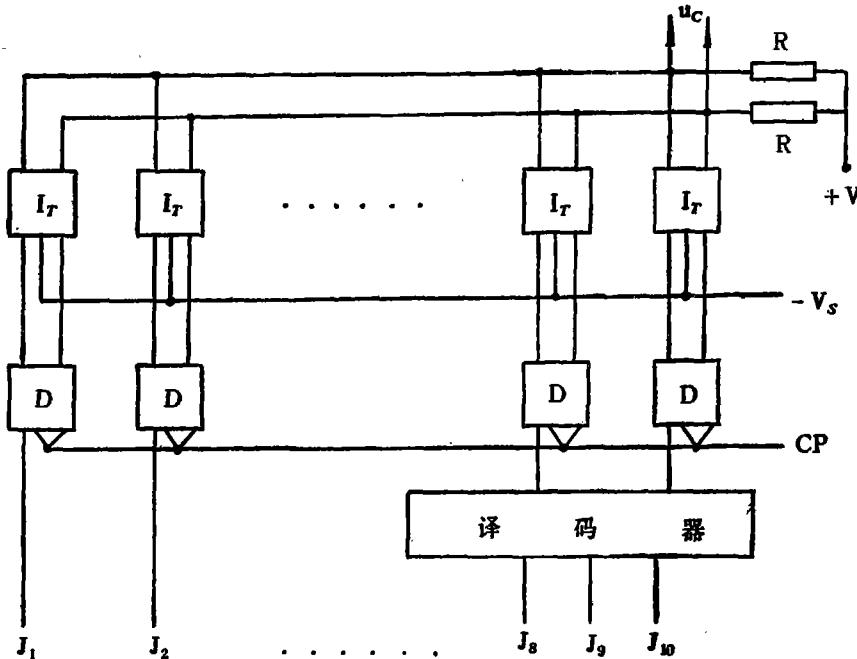 u_C
R
R
+ V
I_T I_T · · · · · · I_T I_T
− V_S
D D D D
CP
译 码 器
J_1 J_2 · · · · · · J_8 J_9 J_10